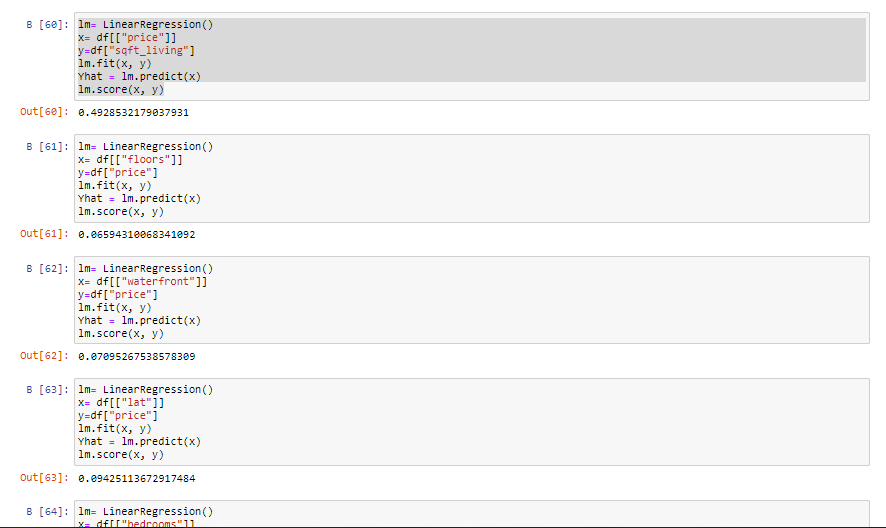 B [60]: lm= LinearRegression()
x= df[["price"]]
y=df["sqft_living"]
lm.fit(x, y)
Yhat = lm.predict(x)
lm.score(x, y)
Out[60]: 0.4928532179037931
B [61]: lm= LinearRegression()
x= df[["floors"]]
y=df["price"]
lm.fit(x, y)
Yhat = lm.predict(x)
lm.score(x, y)
Out[61]: 0.06594310068341092
B [62]: lm= LinearRegression()
x= df[["waterfront"]]
y=df["price"]
lm.fit(x, y)
Yhat = lm.predict(x)
lm.score(x, y)
Out[62]: 0.07095267538578309
B [63]: lm= LinearRegression()
x= df[["lat"]]
y=df["price"]
lm.fit(x, y)
Yhat = lm.predict(x)
lm.score(x, y)
Out[63]: 0.09425113672917484
B [64]: lm= LinearRegression()
x= df[["bedrooms"]]